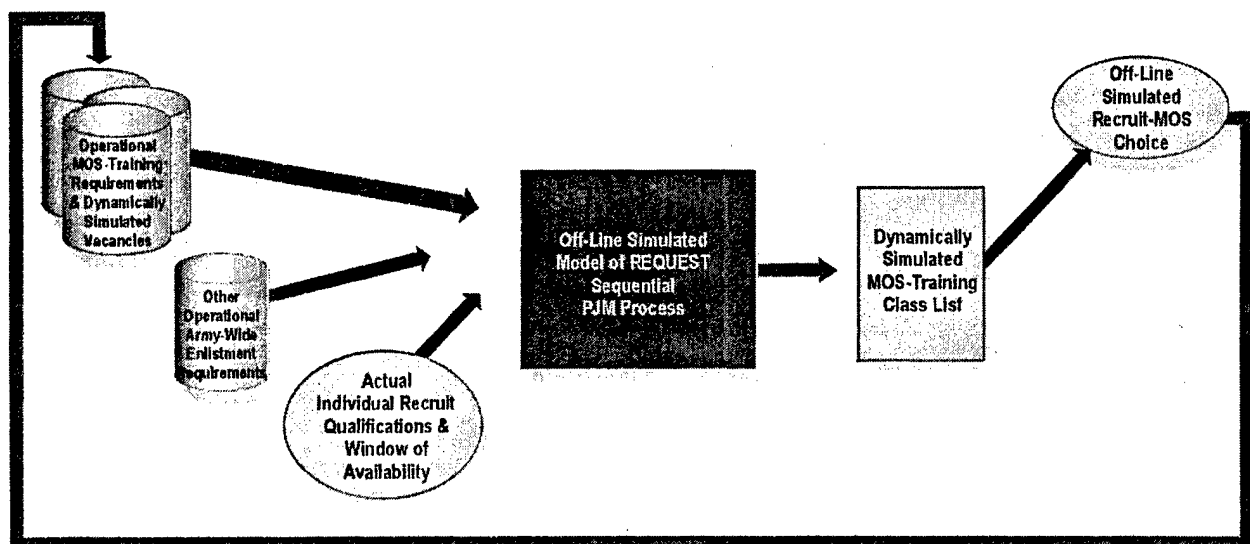 Operational
MOS-Training
Requirements
& Dynamically
Simulated
Vacancies
Other
Operational
Army-Wide
Enlistment
Requirements
Actual
Individual Recruit
Qualifications &
Window of
Availability
Off-Line Simulated
Model of REQUEST
Sequential
PJM Process
Dynamically
Simulated
MOS-Training
Class List
Off-Line
Simulated
Recruit-MOS
Choice